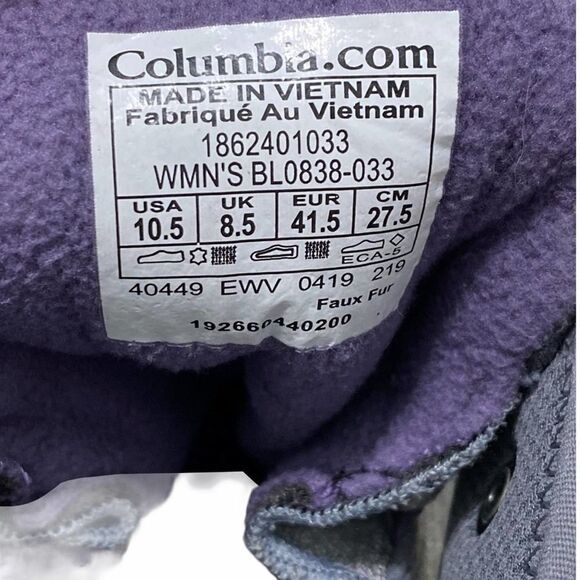 Columbia.com
MADE IN VIETNAM
Fabriqué Au Vietnam
1862401033
WMN'S BL0838-033
USA UK EUR CM
10.5 8.5 41.5 27.5
ECA-5
40449 EWV 0419 219
Faux Fur
192660440200